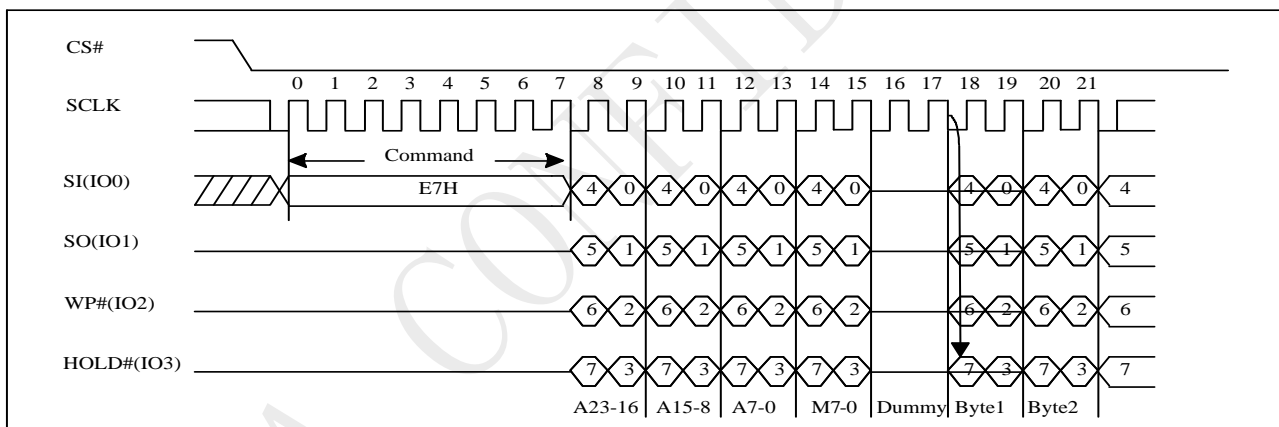 CS#
0 1 2 3 4 5 6 7 8 9 10 11 12 13 14 15 16 17 18 19 20 21
SCLK
Command
SI(IO0) E7H 4 0 4 0 4 0 4 0 4 0 4 0 4
SO(IO1) 5 1 5 1 5 1 5 1 5 1 5 1 5
WP#(IO2) 6 2 6 2 6 2 6 2 6 2 6 2 6
HOLD#(IO3) 7 3 7 3 7 3 7 3 7 3 7 3 7
A23-16 A15-8 A7-0 M7-0 Dummy Byte1 Byte2